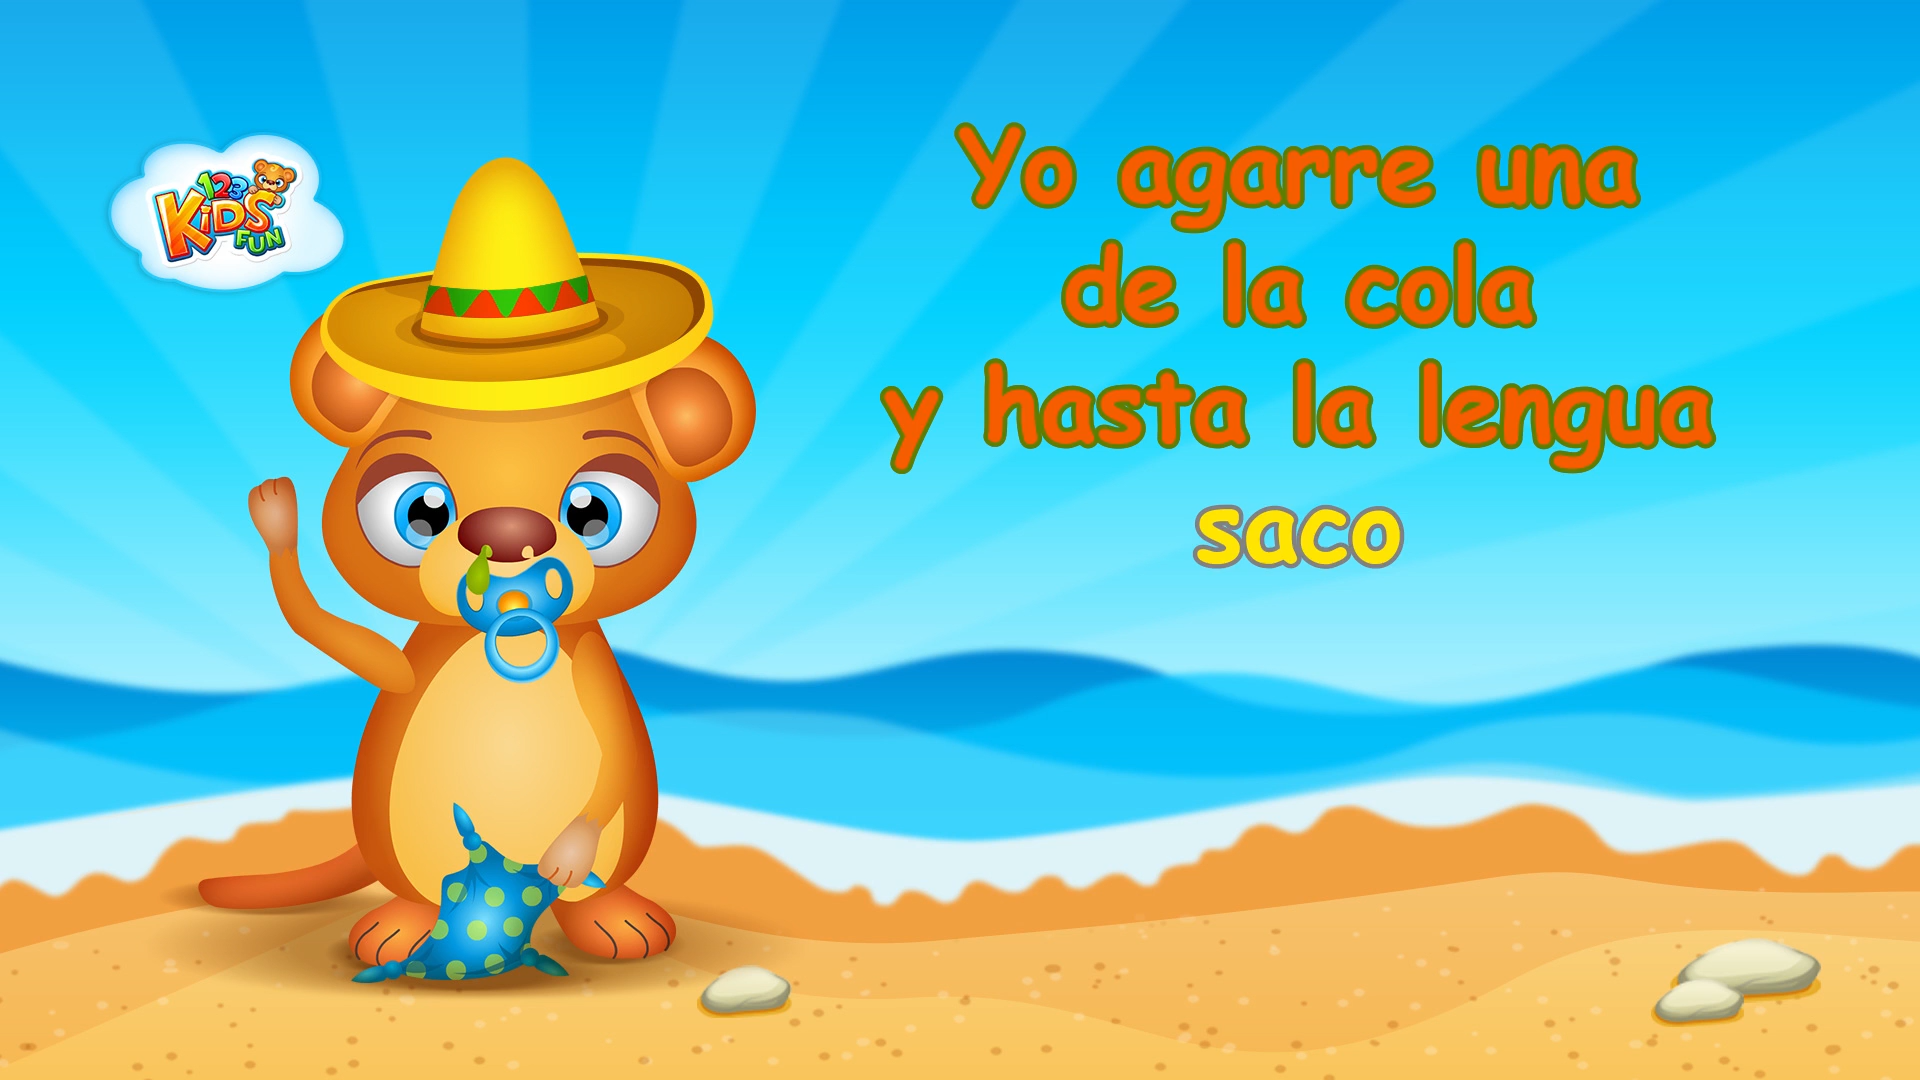 123
KiDS
FUN
Yo agarre una
de la cola
y hasta la lengua
saco